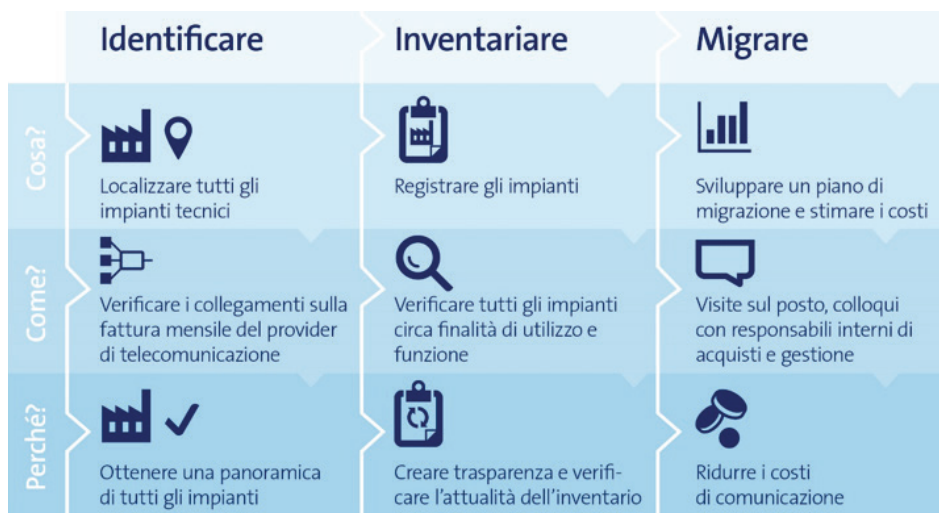 Identificare
Inventariare
Migrare
Cosa?
Localizzare tutti gli
impianti tecnici
Registrare gli impianti
Sviluppare un piano di
migrazione e stimare i costi
Come?
Verificare i collegamenti sulla
fattura mensile del provider
di telecomunicazione
Verificare tutti gli impianti
circa finalità di utilizzo e
funzione
Visite sul posto, colloqui
con responsabili interni di
acquisti e gestione
Perché?
Ottenere una panoramica
di tutti gli impianti
Creare trasparenza e verifi-
care l'attualità dell'inventario
Ridurre i costi
di comunicazione